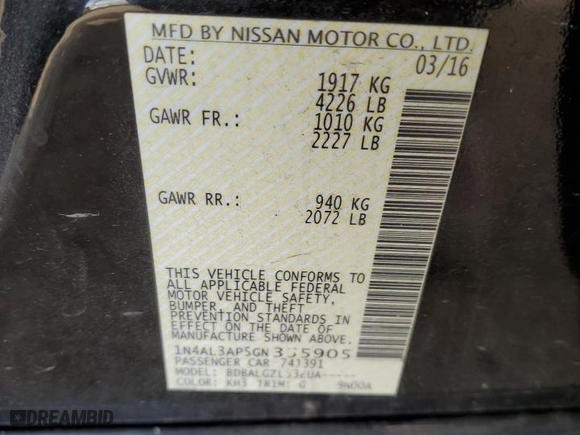 MFD BY NISSAN MOTOR CO., LTD.
DATE: 03/16
GVWR: 1917 KG
4226 LB
GAWR FR.: 1010 KG
2227 LB
GAWR RR.: 940 KG
2072 LB
THIS VEHICLE CONFORMS TO
ALL APPLICABLE FEDERAL
MOTOR VEHICLE SAFETY,
BUMPER, AND THEFT
PREVENTION STANDARDS IN
EFFECT ON THE DATE OF
MANUFACTURE SHOWN ABOVE.
PASSENGER CAR 741391
MODEL:
COLOR: KH3 TRIM: G
DREAMBID